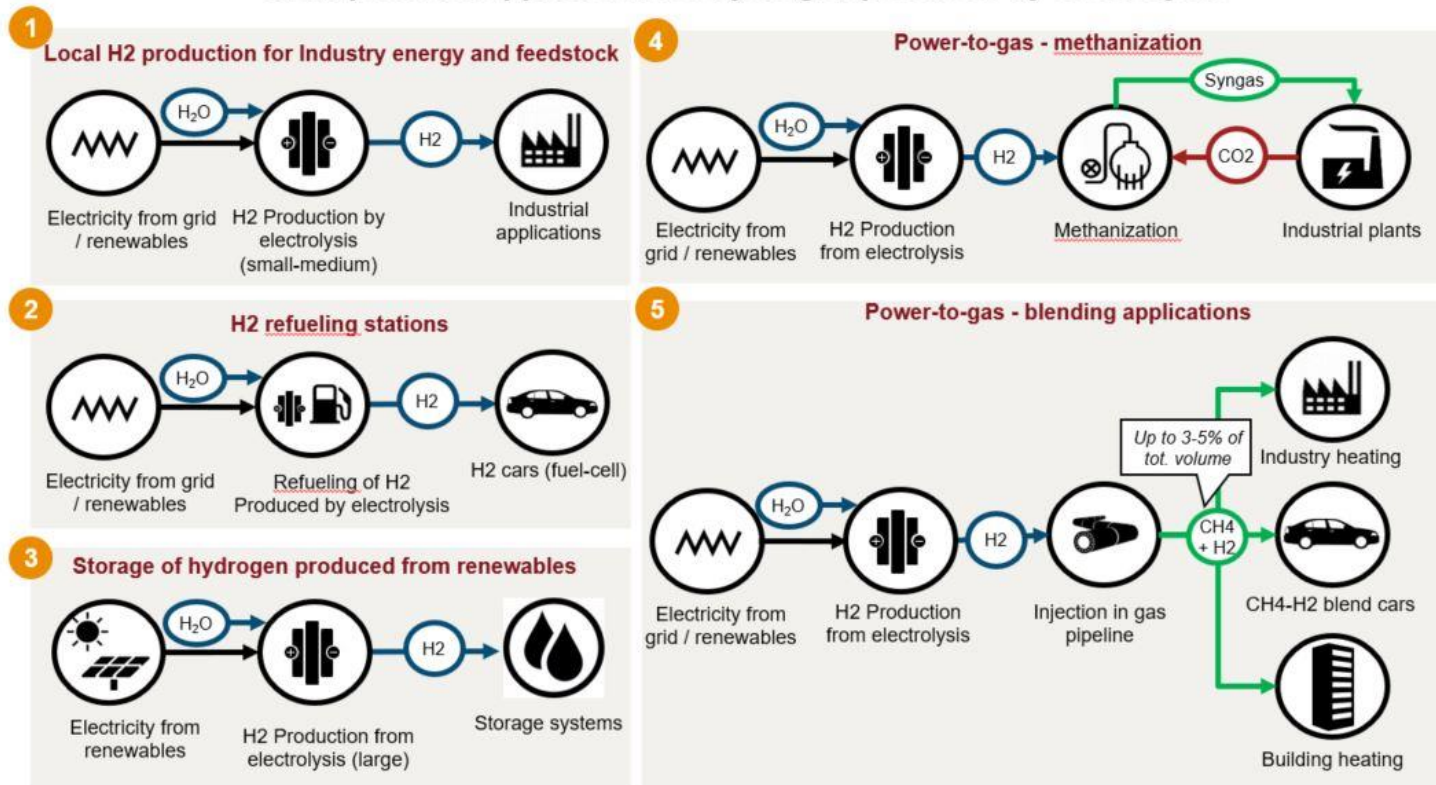 1
Local H2 production for Industry energy and feedstock
H₂O
H2
Electricity from grid
/ renewables
H2 Production by
electrolysis
(small-medium)
Industrial
applications
2
H2 refueling stations
H₂O
H2
Electricity from grid
/ renewables
Refueling of H2
Produced by electrolysis
H2 cars (fuel-cell)
3
Storage of hydrogen produced from renewables
H₂O
H2
Electricity from
renewables
H2 Production from
electrolysis (large)
Storage systems
4
Power-to-gas - methanization
Syngas
H₂O
H2
CO2
Electricity from
grid / renewables
H2 Production
from electrolysis
Methanization
Industrial plants
5
Power-to-gas - blending applications
Up to 3-5% of
tot. volume
Industry heating
H₂O
H2
CH4
+ H2
Electricity from
grid / renewables
H2 Production
from electrolysis
Injection in gas
pipeline
CH4-H2 blend cars
Building heating